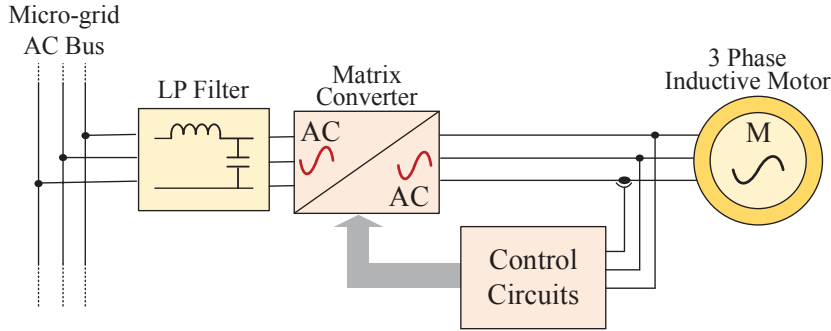 Micro-grid
AC Bus
LP Filter
Matrix
Converter
3 Phase
Inductive Motor
AC
AC
M
Control
Circuits